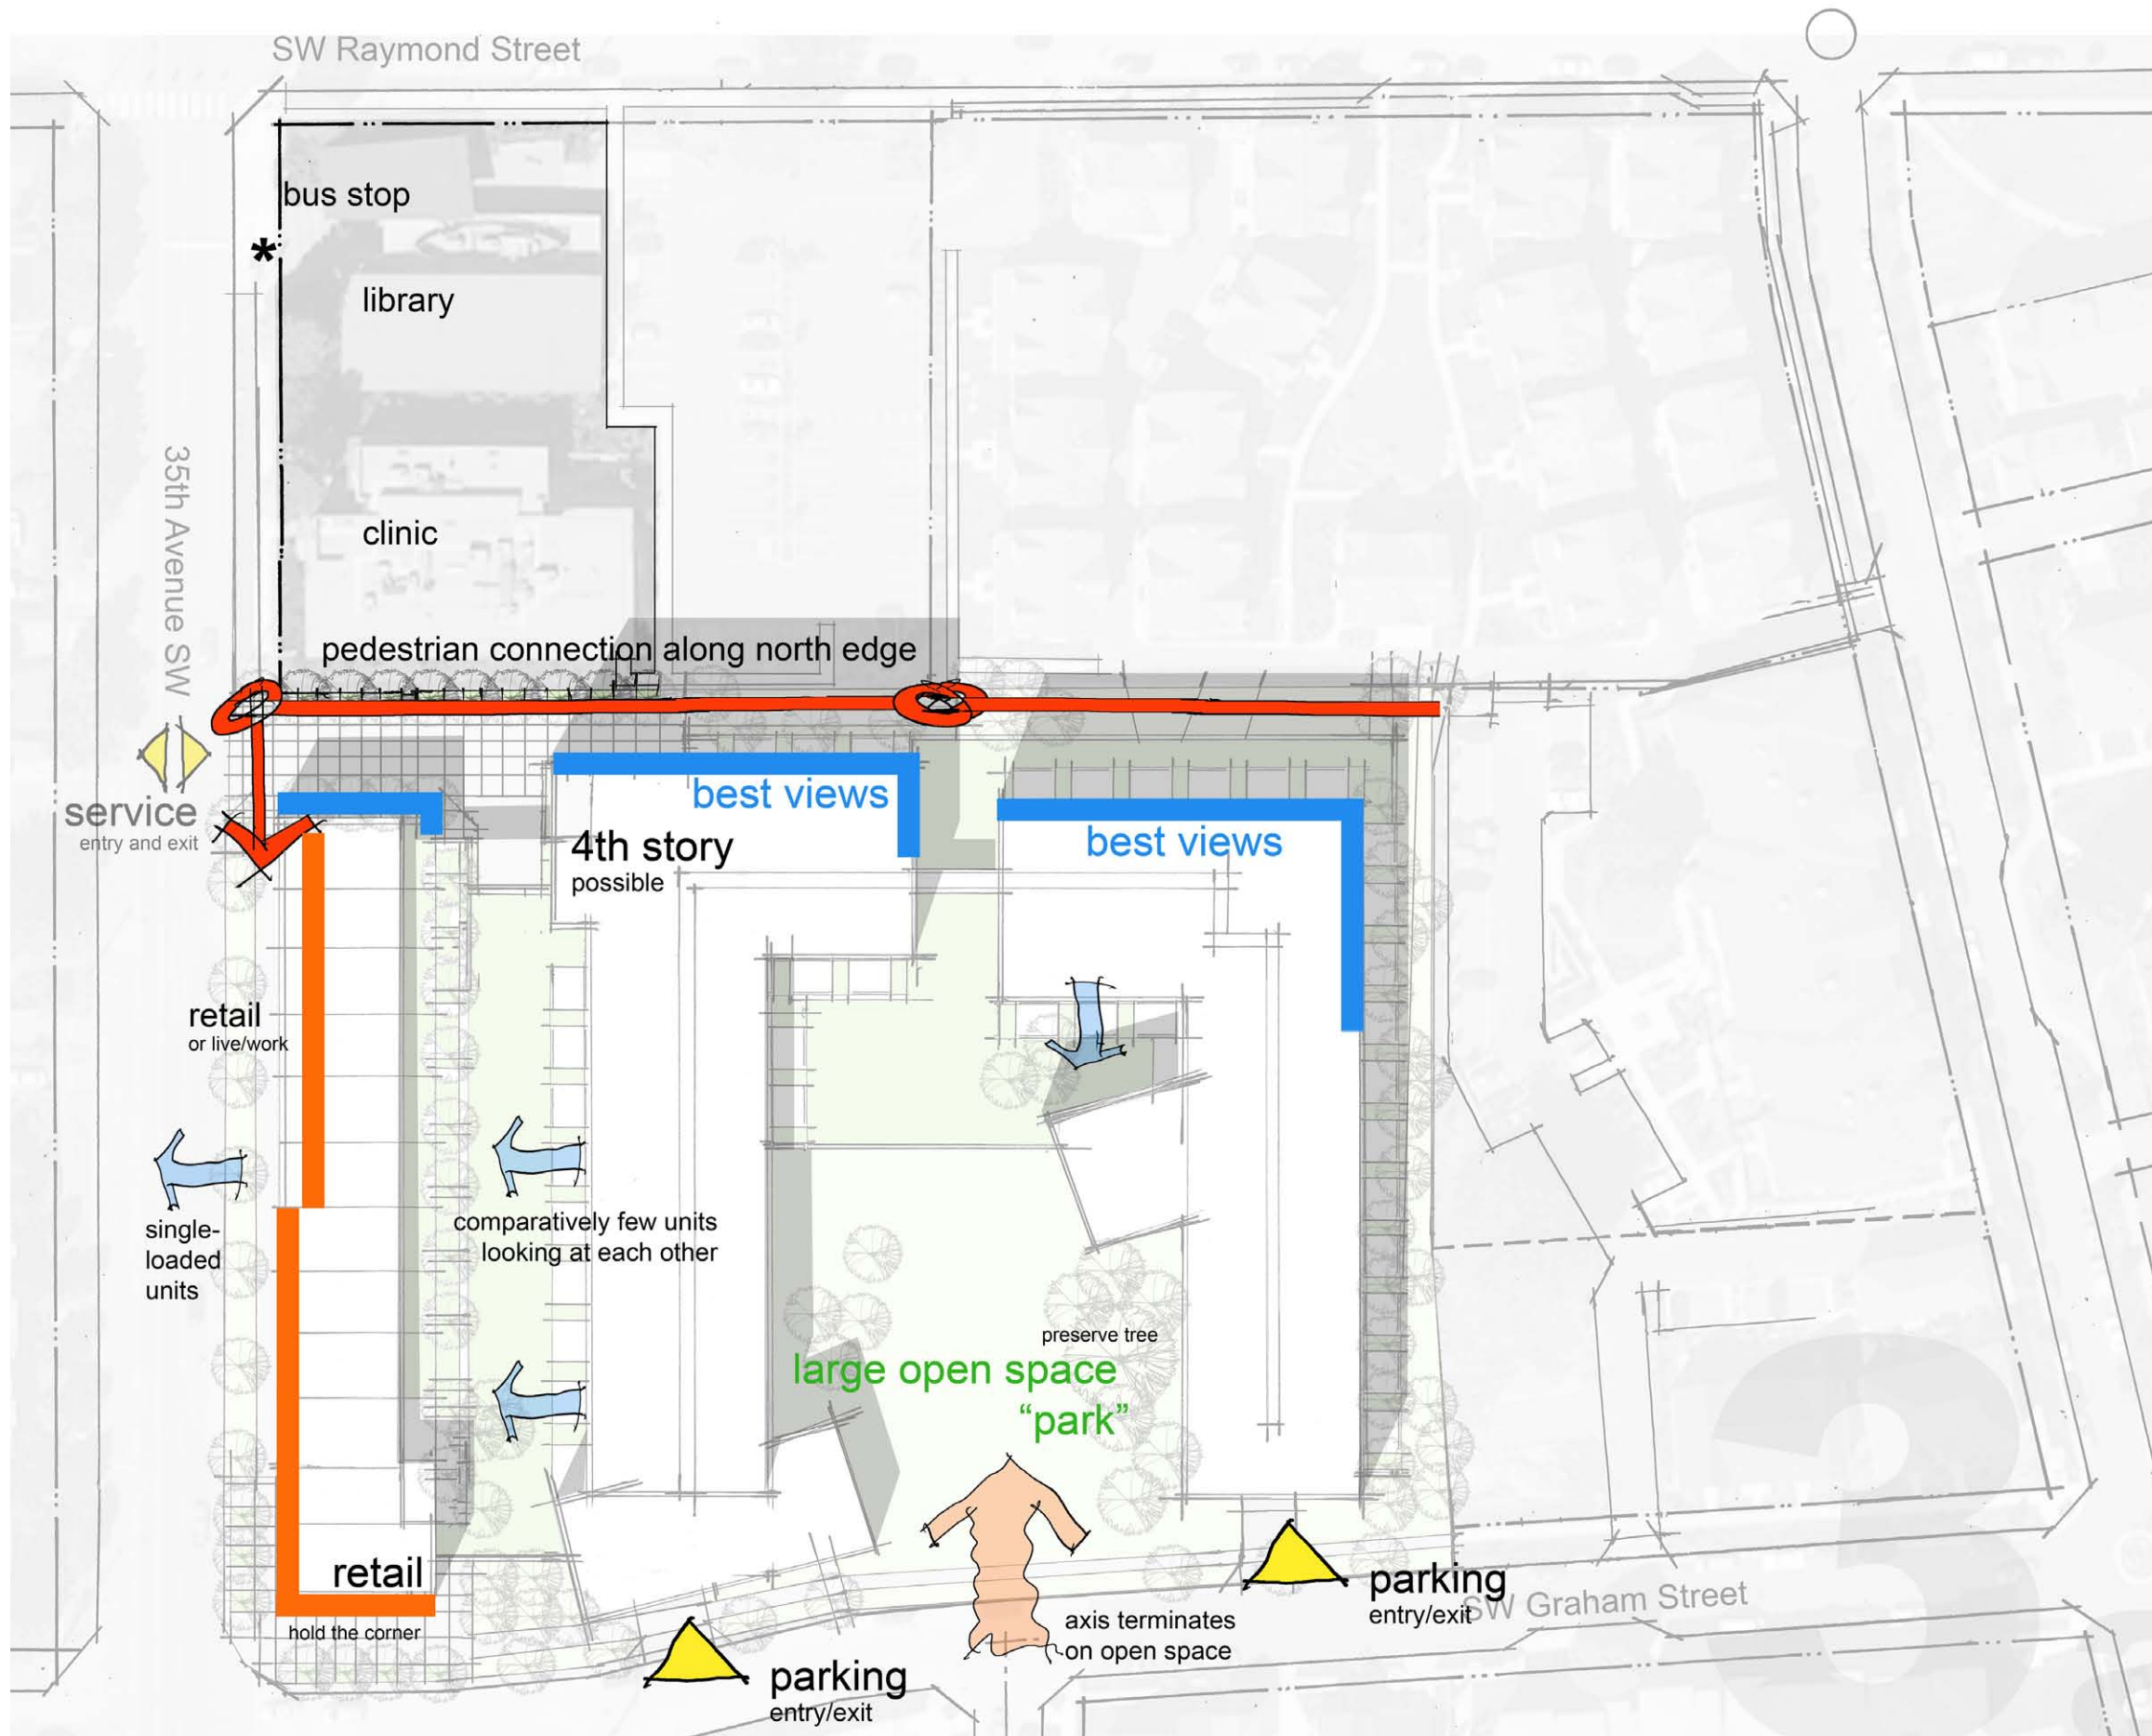 SW Raymond Street
bus stop
*
library
35th Avenue SW
clinic
pedestrian connection along north edge
service
entry and exit
best views
best views
4th story
possible
retail
or live/work
single-
loaded
units
comparatively few units
looking at each other
preserve tree
large open space
“park”
retail
hold the corner
parking
entry/exit
SW Graham Street
axis terminates
on open space
parking
entry/exit
3